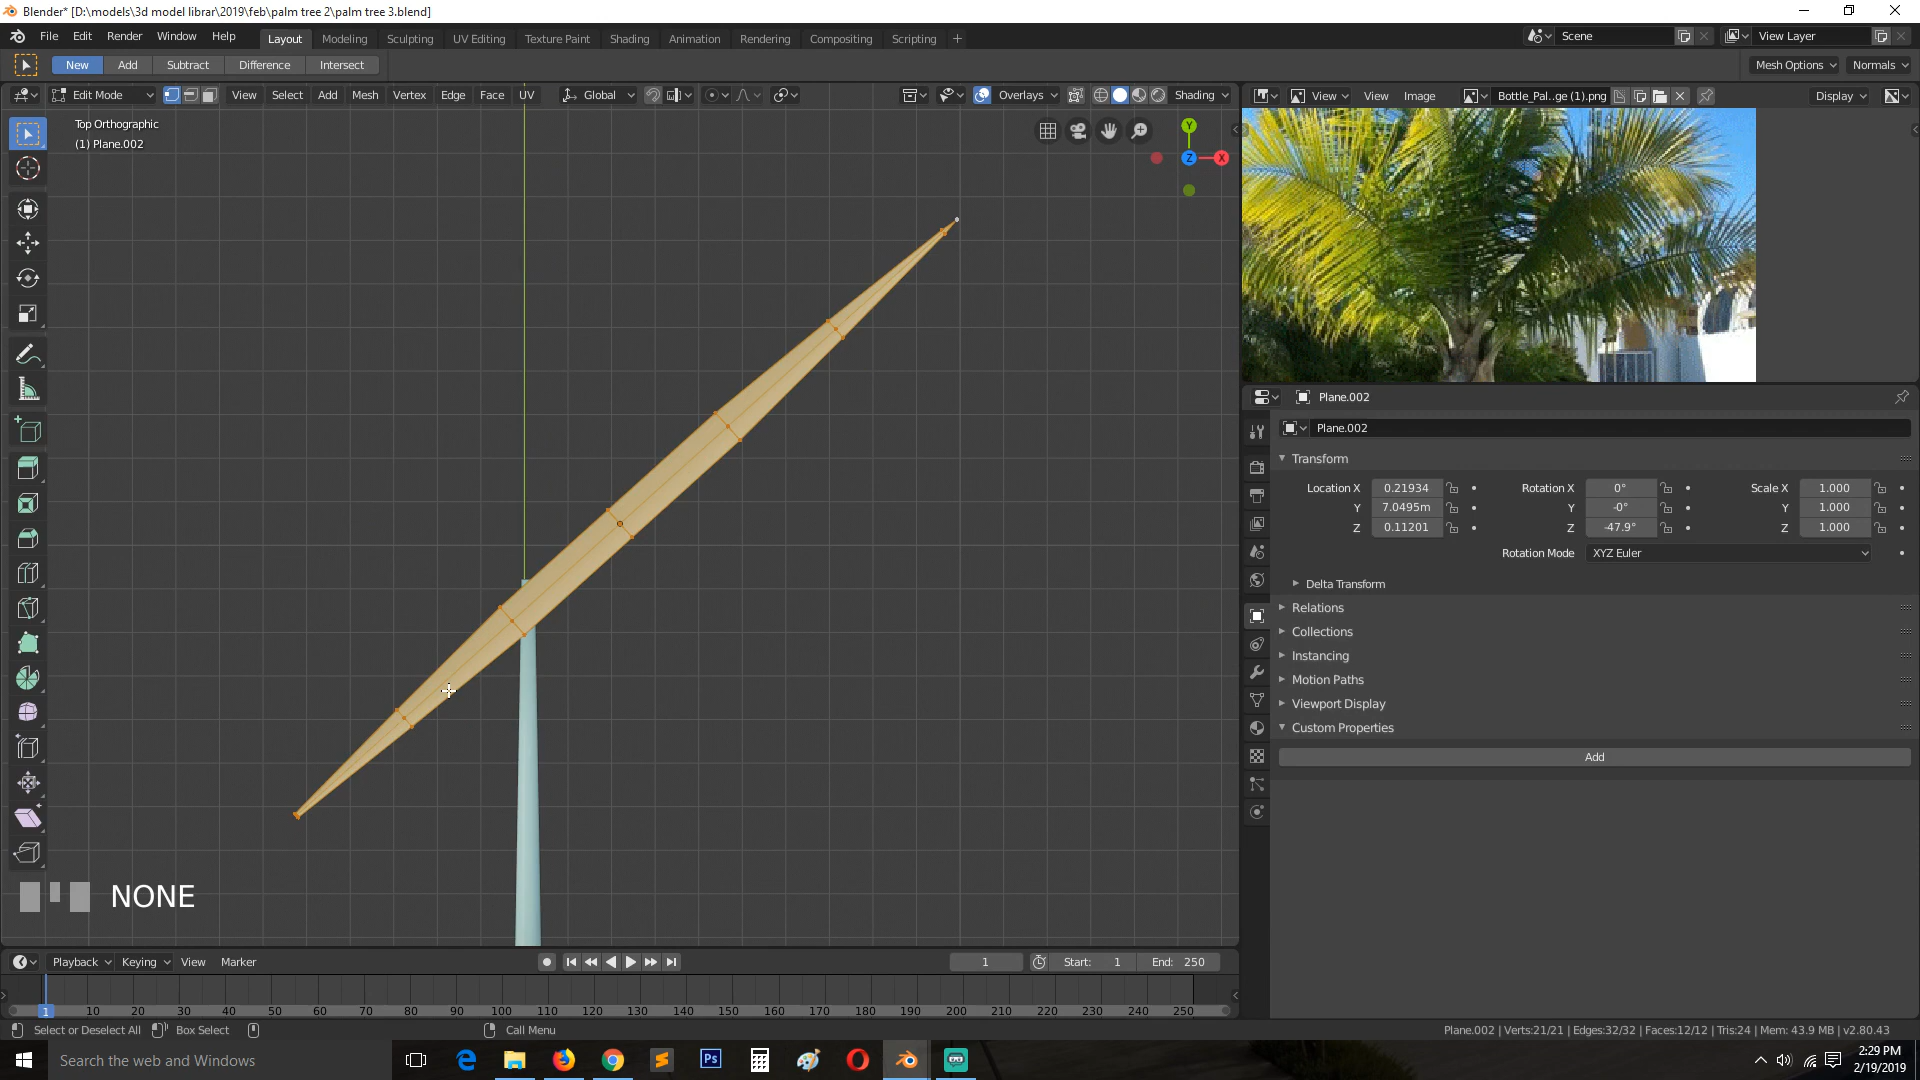 Blender* [D:\models\3d model librar\2019\feb\palm tree 2\palm tree 3.blend]
File Edit Render Window Help Layout Modeling Sculpting UV Editing Texture Paint Shading Animation Rendering Compositing Scripting + Scene View Layer
New Add Subtract Difference Intersect Mesh Options Normals
Edit Mode View Select Add Mesh Vertex Edge Face UV Global Overlays Shading View View Image Bottle_Pal..ge (1).png Display
Top Orthographic
(1) Plane.002
Y
Z X
Plane.002
Plane.002
Transform
Location X 0.21934 Rotation X 0° Scale X 1.000
Y 7.0495m Y -0° Y 1.000
Z 0.11201 Z -47.9° Z 1.000
Rotation Mode XYZ Euler
Delta Transform
Relations
Collections
Instancing
Motion Paths
Viewport Display
Custom Properties
Add
NONE
Playback Keying View Marker 1 Start: 1 End: 250
1 10 20 30 40 50 60 70 80 90 100 110 120 130 140 150 160 170 180 190 200 210 220 230 240 250
Select or Deselect All Box Select Call Menu Plane.002 | Verts:21/21 | Edges:32/32 | Faces:12/12 | Tris:24 | Mem: 43.9 MB | v2.80.43
Search the web and Windows Ps 2:29 PM
2/19/2019